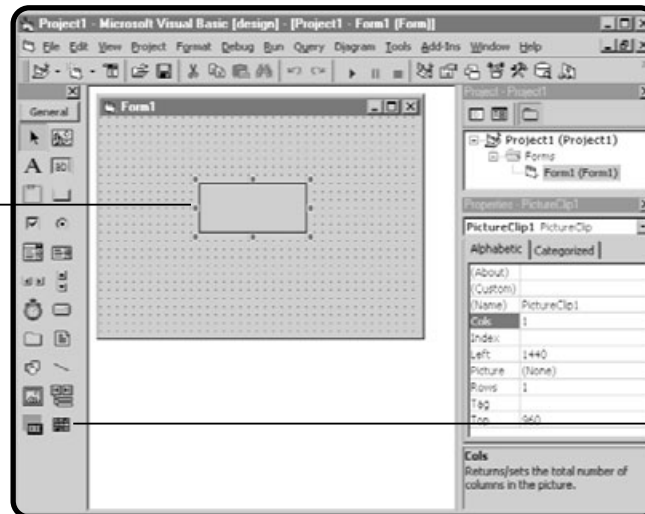 Project1 - Microsoft Visual Basic [design] - [Project1 - Form1 (Form)]
File Edit View Project Format Debug Run Query Diagram Tools Add-Ins Window Help
General
A
Form1
Project - Project1
Project1 (Project1)
Forms
Form1 (Form1)
Properties - PictureClip1
PictureClip1 PictureClip
Alphabetic Categorized
(About)
(Custom)
(Name) PictureClip1
Cols 1
Index
Left 1440
Picture (None)
Rows 1
Tag
Top 960
Cols
Returns/sets the total number of
columns in the picture.